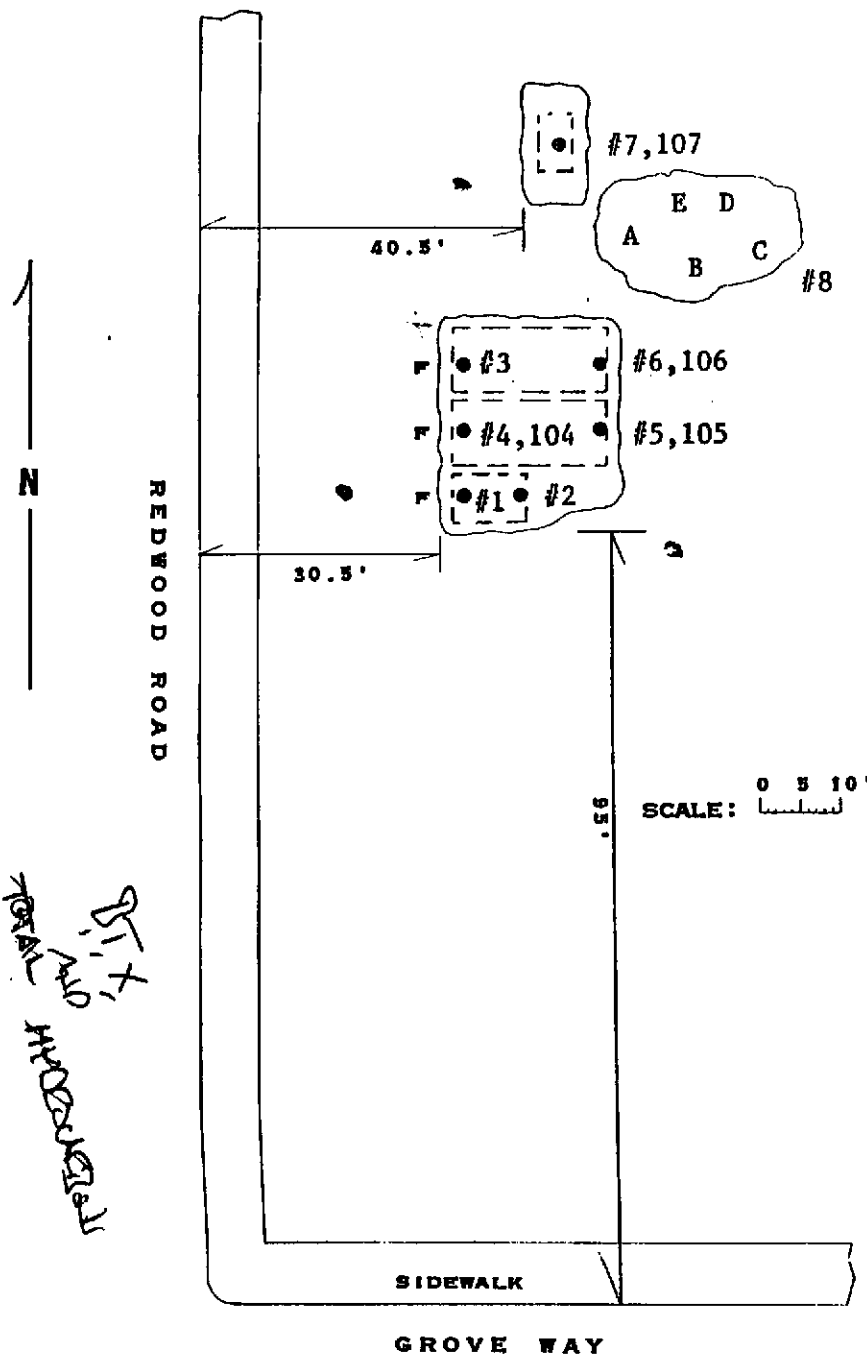 #7,107
40.5'
E D
A
C
B
#8
F #3 #6,106
F #4,104 #5,105
F #1 #2
30.5'
N
REDWOOD ROAD
95'
SCALE: 0 5 10'
B,T,X,
AND
TOTAL HYDROCARBON
SIDEWALK
GROVE WAY